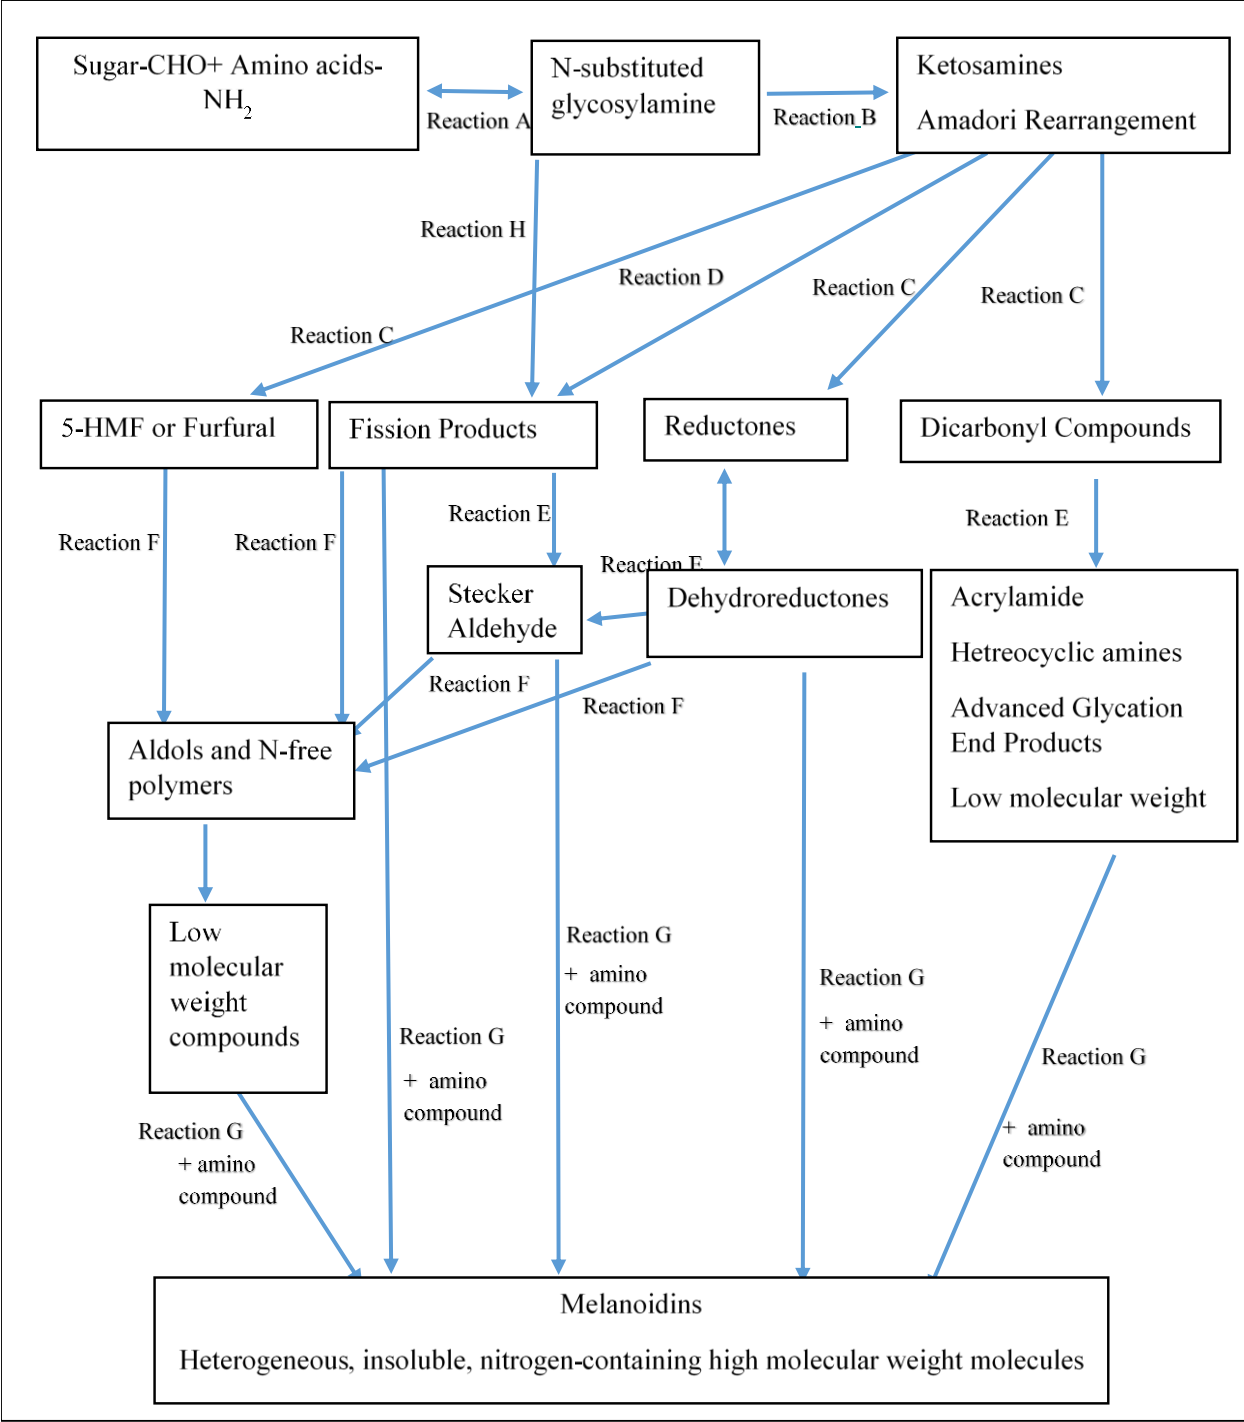 Sugar-CHO+ Amino acids-
NH2
Reaction A
N-substituted
glycosylamine
Reaction B
Ketosamines
Amadori Rearrangement
Reaction H
Reaction D
Reaction C
Reaction C
Reaction C
5-HMF or Furfural
Fission Products
Reductones
Dicarbonyl Compounds
Reaction F
Reaction F
Reaction E
Reaction E
Reaction E
Stecker
Aldehyde
Dehydroreductones
Acrylamide
Hetreocyclic amines
Advanced Glycation
End Products
Low molecular weight
Reaction F
Reaction F
Aldols and N-free
polymers
Low
molecular
weight
compounds
Reaction G
+ amino
compound
Reaction G
+ amino
compound
Reaction G
+ amino
compound
Reaction G
+ amino
compound
Reaction G
+ amino
compound
Melanoidins
Heterogeneous, insoluble, nitrogen-containing high molecular weight molecules